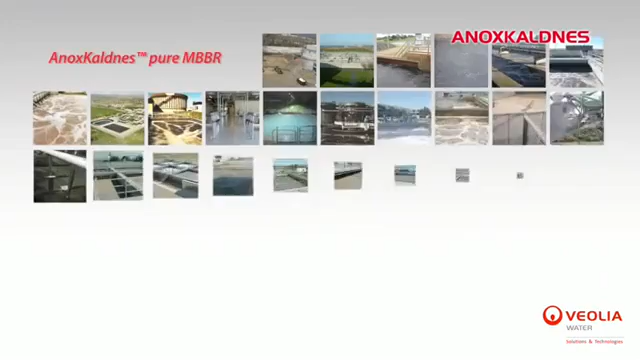 ANOXKALDNES
AnoxKaldnes™ pure MBBR
VEOLIA
WATER
Solutions & Technologies